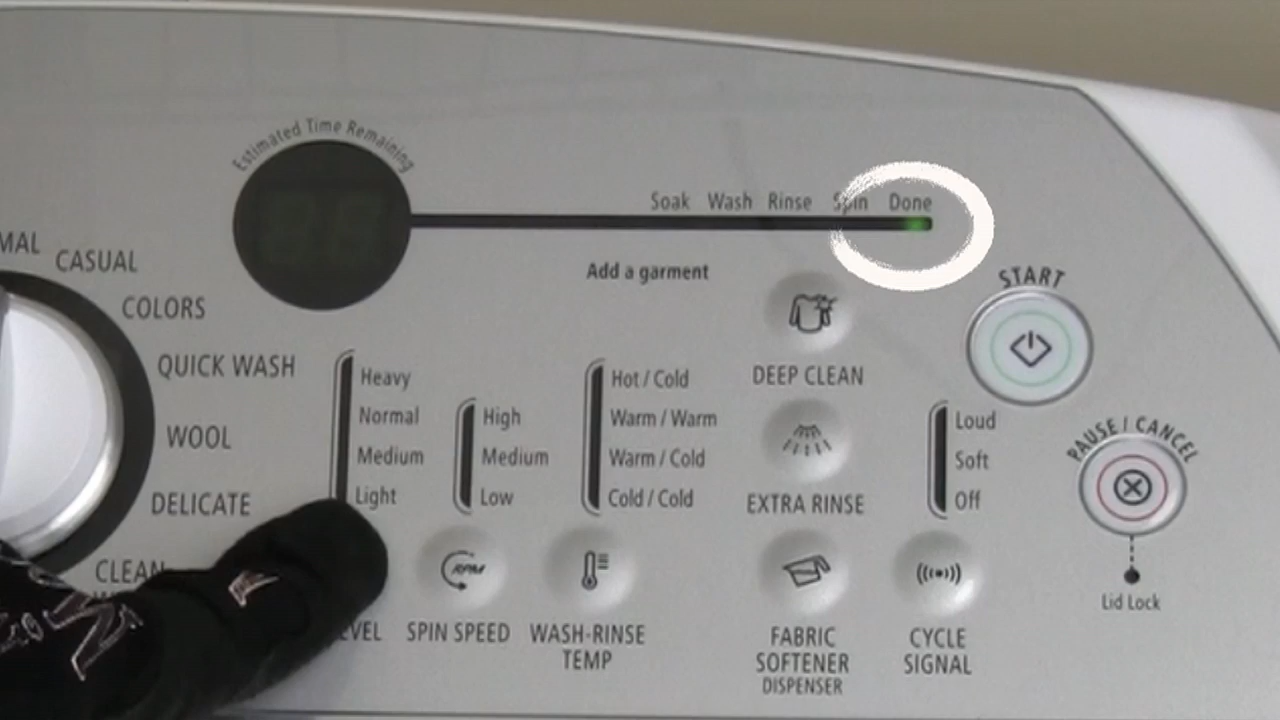 Estimated Time Remaining
Soak Wash Rinse Spin Done
Add a garment
START
CASUAL
COLORS
QUICK WASH
WOOL
DELICATE
CLEAN
Heavy
Normal
Medium
Light
High
Medium
Low
SPIN SPEED
Hot / Cold
Warm / Warm
Warm / Cold
Cold / Cold
WASH-RINSE
TEMP
RPM
DEEP CLEAN
EXTRA RINSE
FABRIC
SOFTENER
DISPENSER
Loud
Soft
Off
CYCLE
SIGNAL
PAUSE / CANCEL
Lid Lock